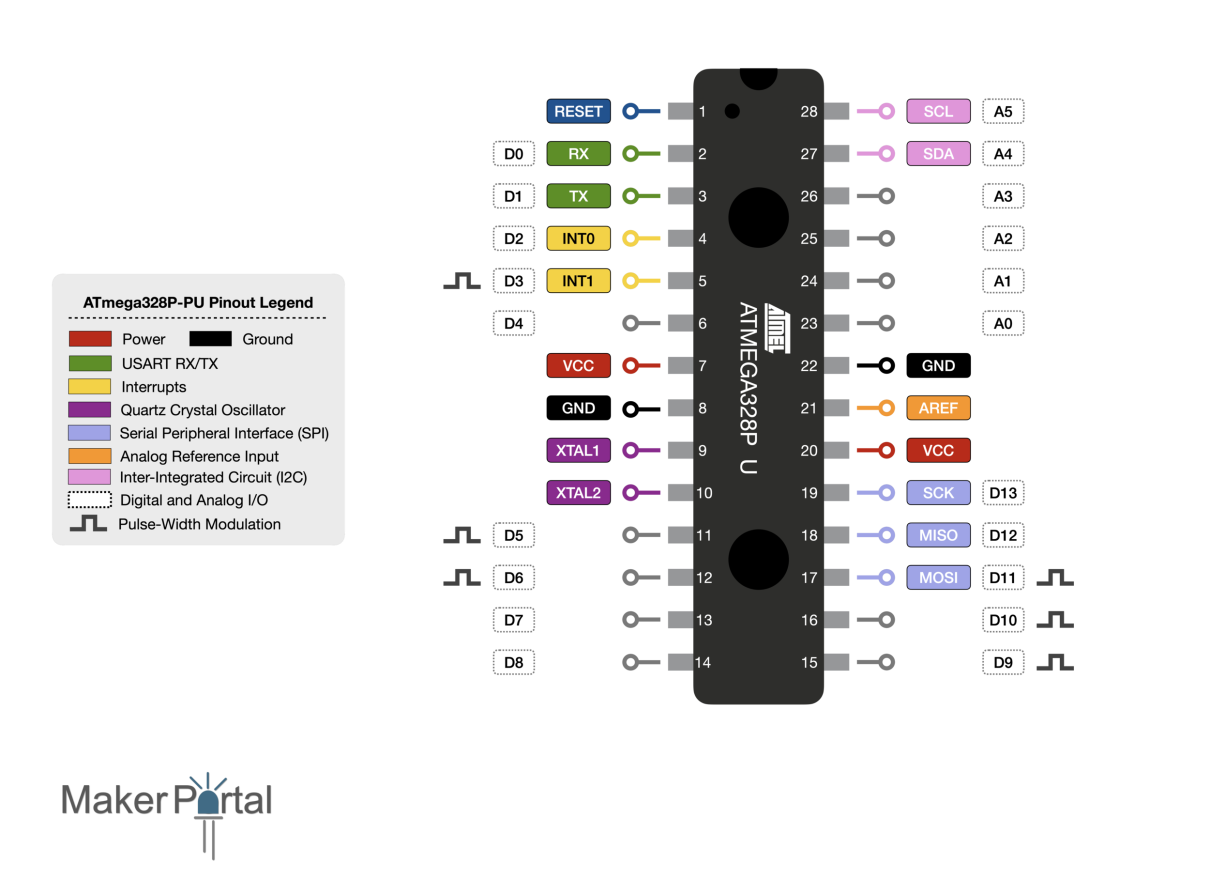 RESET 1 28 SCL A5
D0 RX 2 27 SDA A4
D1 TX 3 26 A3
D2 INT0 4 25 A2
D3 INT1 5 24 A1
D4 6 23 A0
VCC 7 22 GND
GND 8 21 AREF
XTAL1 9 20 VCC
XTAL2 10 19 SCK D13
D5 11 18 MISO D12
D6 12 17 MOSI D11
D7 13 16 D10
D8 14 15 D9
ATMEL
ATMEGA328P U
ATmega328P-PU Pinout Legend
Power Ground
USART RX/TX
Interrupts
Quartz Crystal Oscillator
Serial Peripheral Interface (SPI)
Analog Reference Input
Inter-Integrated Circuit (I2C)
Digital and Analog I/O
Pulse-Width Modulation
Maker Portal